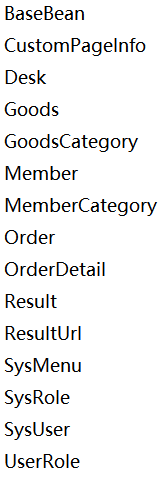 BaseBean
CustomPageInfo
Desk
Goods
GoodsCategory
Member
MemberCategory
Order
OrderDetail
Result
ResultUrl
SysMenu
SysRole
SysUser
UserRole